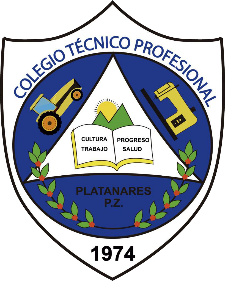 COLEGIO TÉCNICO PROFESIONAL
CULTURA
TRABAJO
PROGRESO
SALUD
PLATANARES
P.Z.
1974